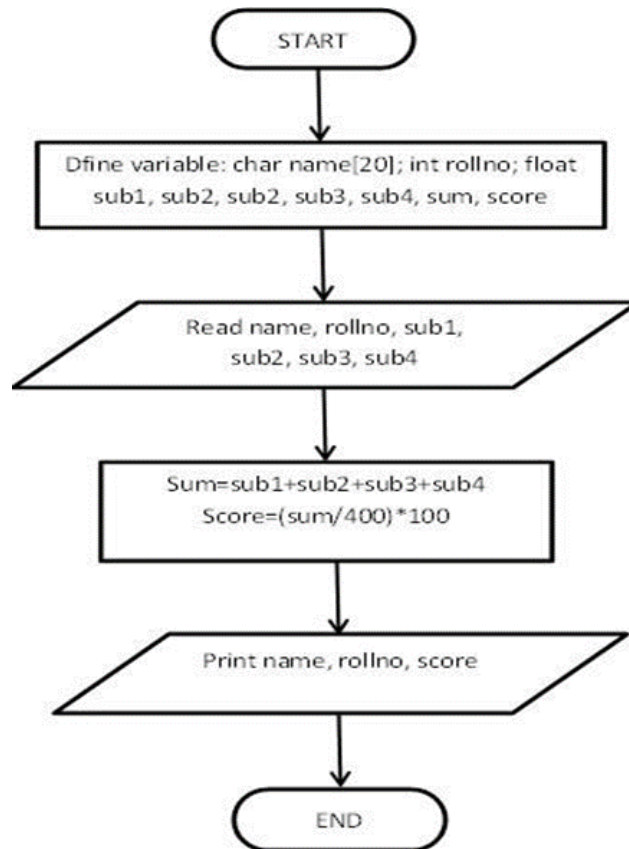 START
Dfine variable: char name[20]; int rollno; float
sub1, sub2, sub2, sub3, sub4, sum, score
Read name, rollno, sub1,
sub2, sub3, sub4
Sum=sub1+sub2+sub3+sub4
Score=(sum/400)*100
Print name, rollno, score
END